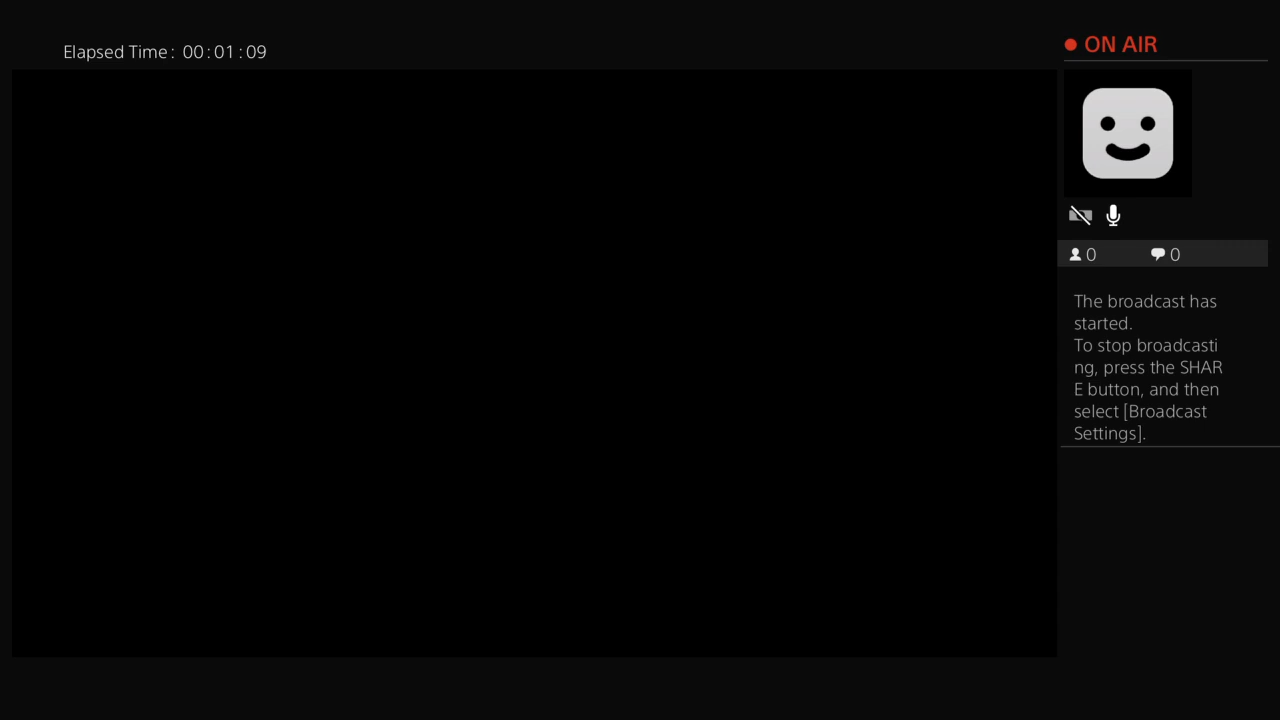 Elapsed Time: 00:01:09
ON AIR
0 0
The broadcast has
started.
To stop broadcasti
ng, press the SHAR
E button, and then
select [Broadcast
Settings].